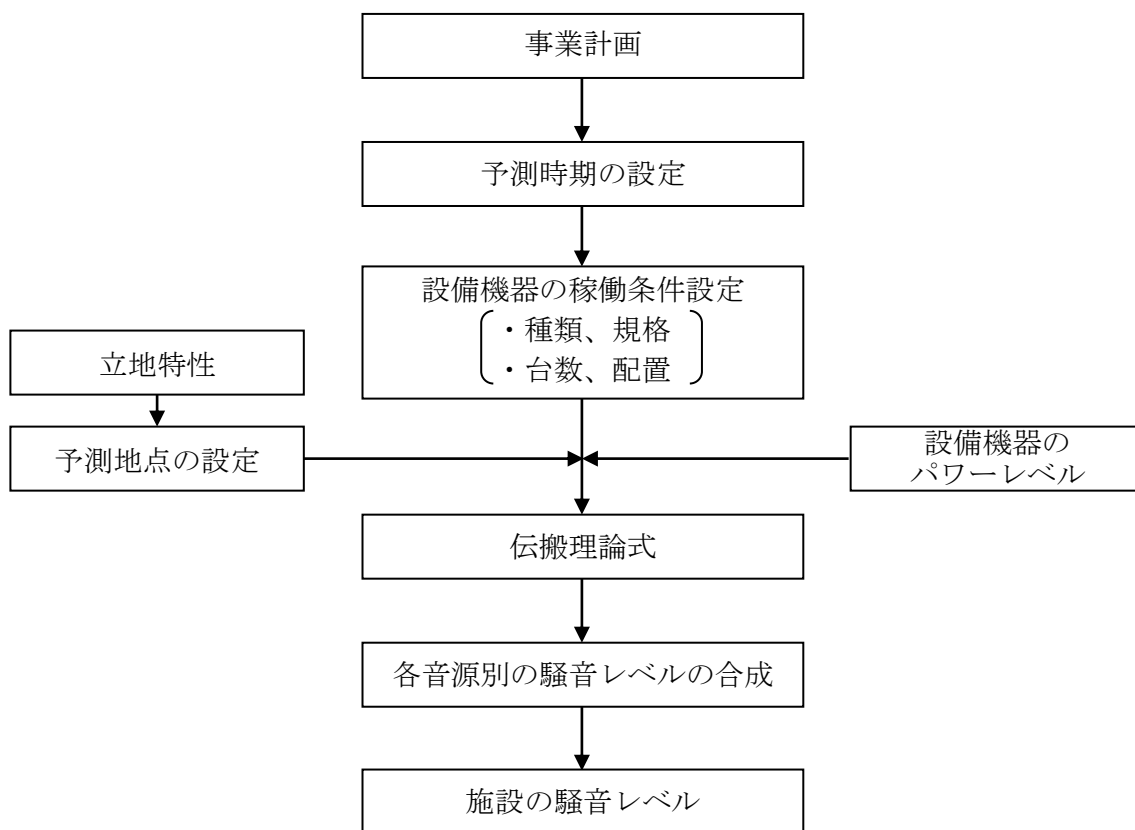 事業計画
予測時期の設定
設備機器の稼働条件設定
・種類、規格
・台数、配置
立地特性
予測地点の設定
設備機器の
パワーレベル
伝搬理論式
各音源別の騒音レベルの合成
施設の騒音レベル